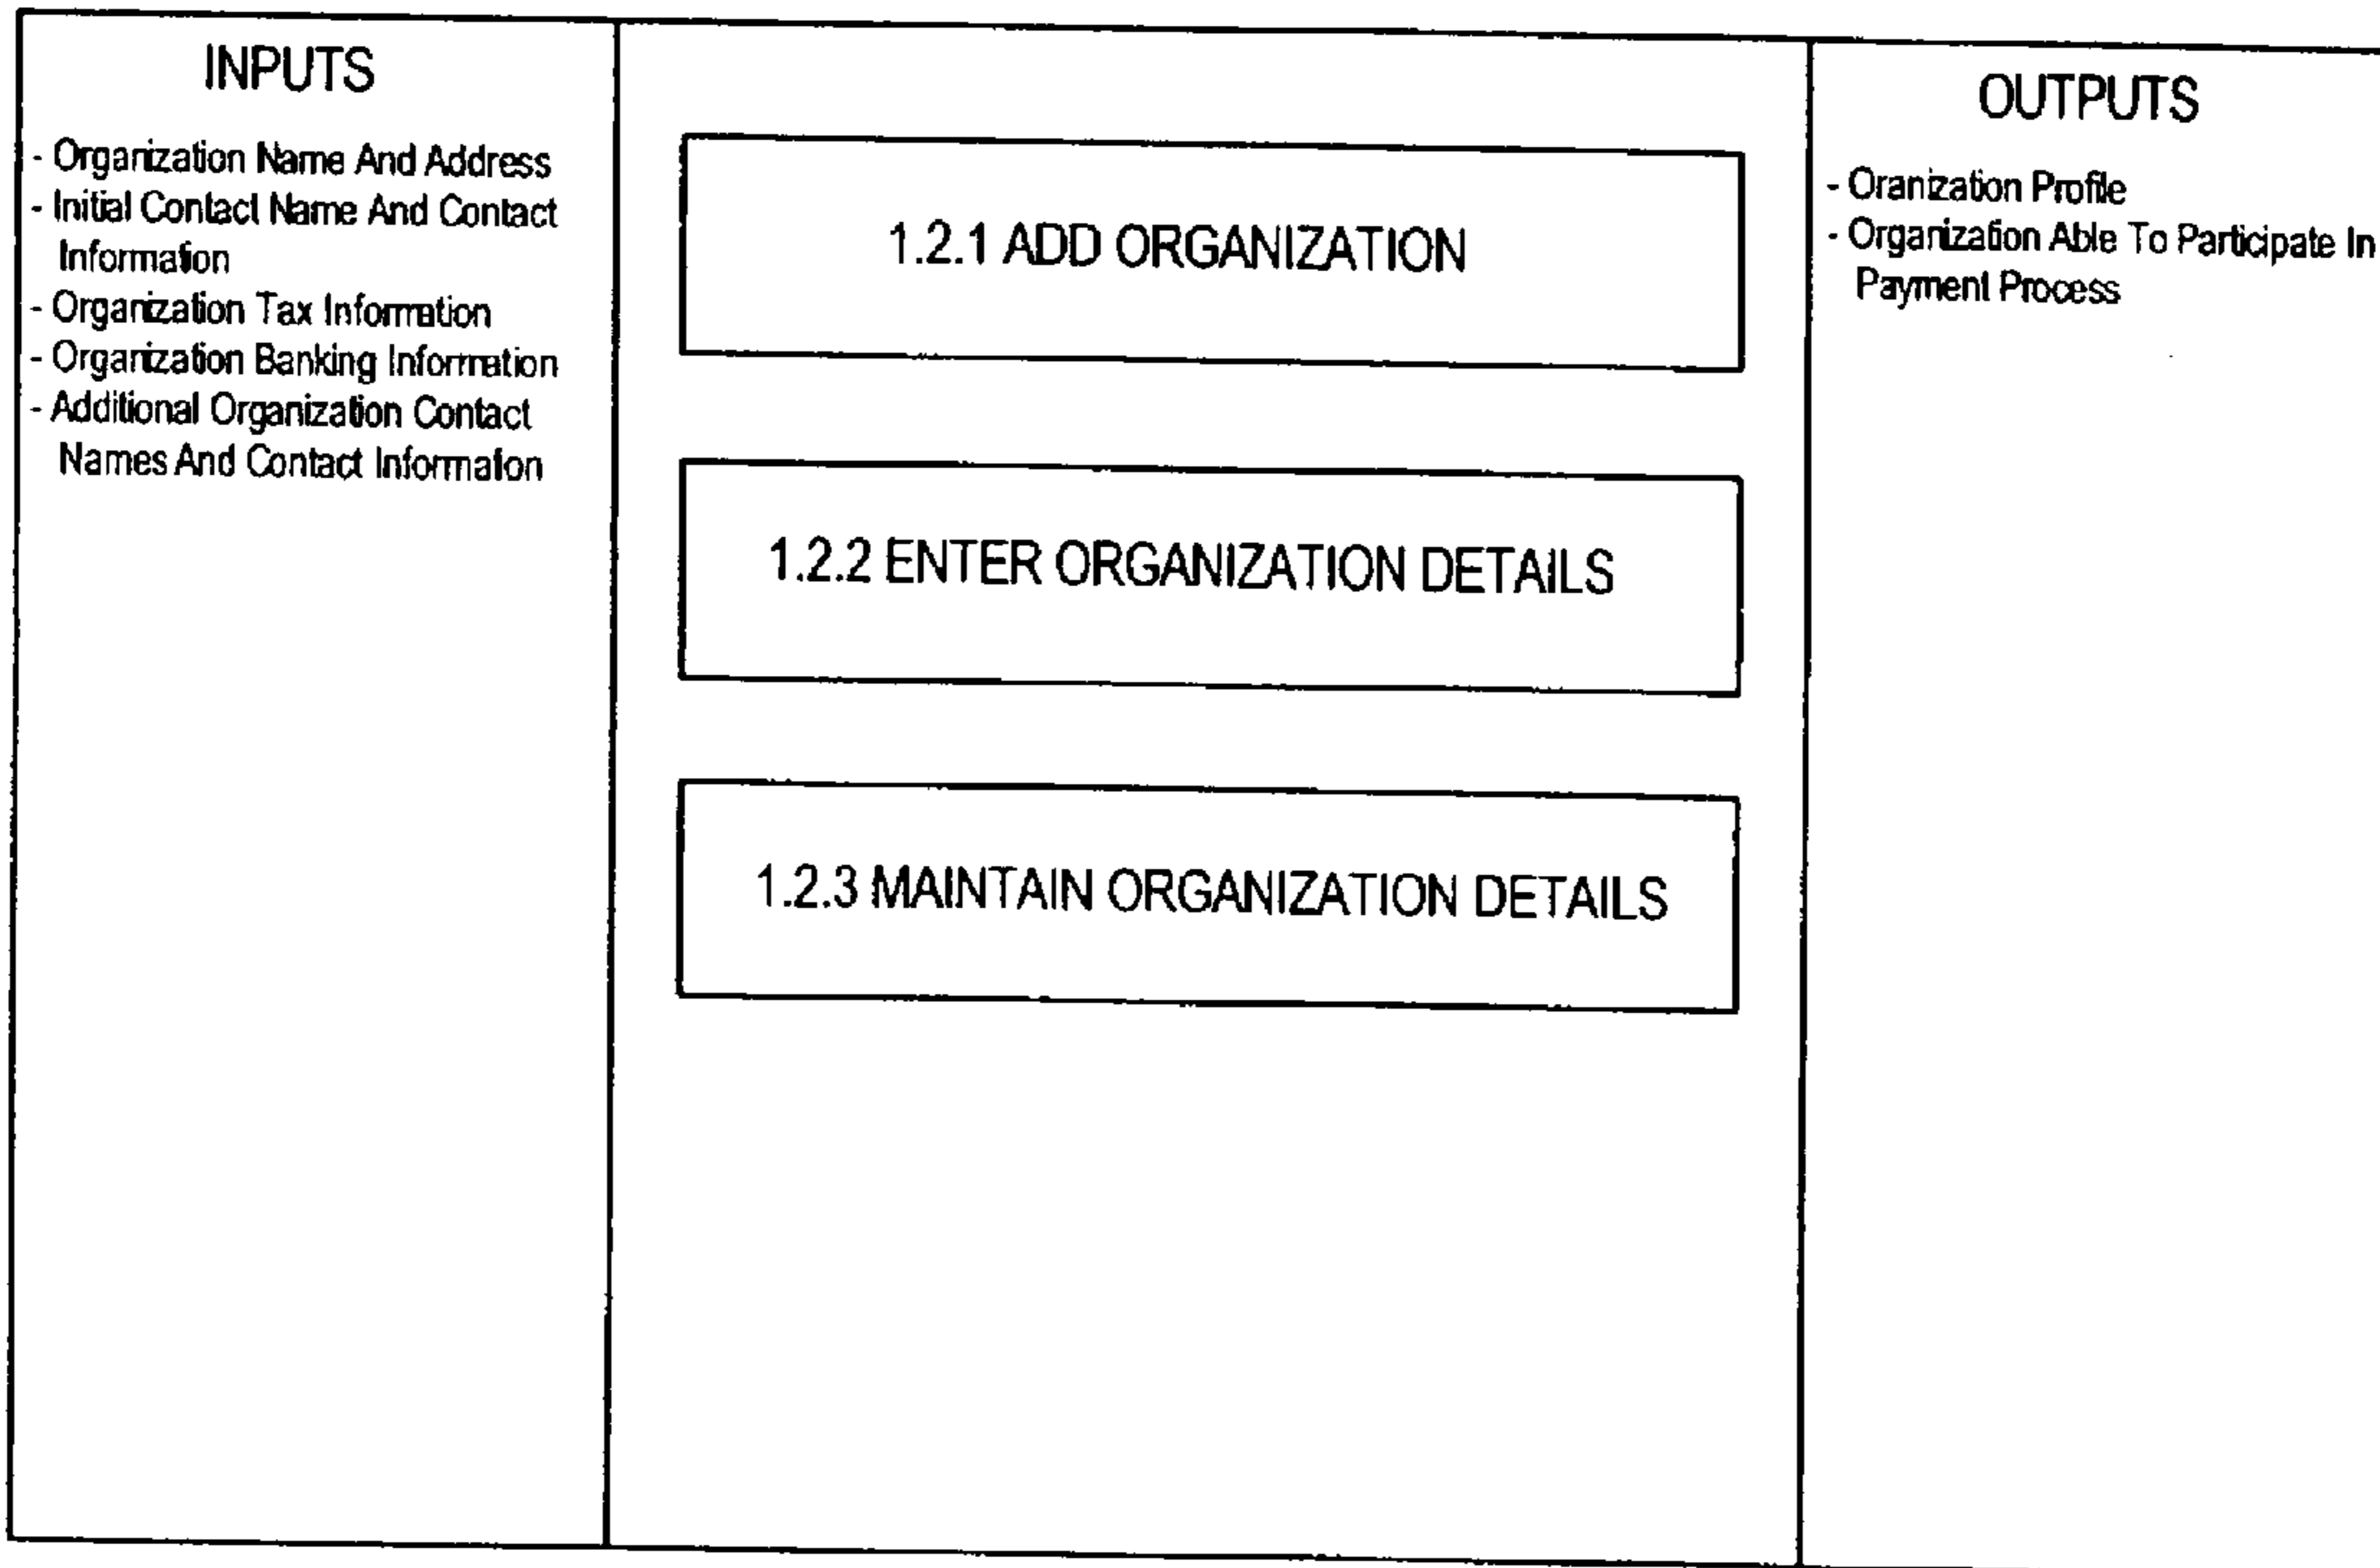 INPUTS
- Organization Name And Address
- Initial Contact Name And Contact
Information
- Organization Tax Information
- Organization Banking Information
- Additional Organization Contact
Names And Contact Informaion
1.2.1 ADD ORGANIZATION
1.2.2 ENTER ORGANIZATION DETAILS
1.2.3 MAINTAIN ORGANIZATION DETAILS
OUTPUTS
- Oranization Profile
- Organization Able To Participate In
Payment Process